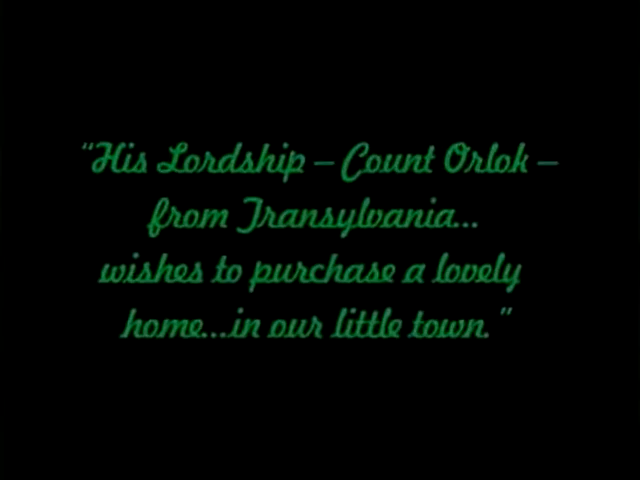 "His Lordship – Count Orlok –
from Transylvania...
wishes to purchase a lovely
home...in our little town."